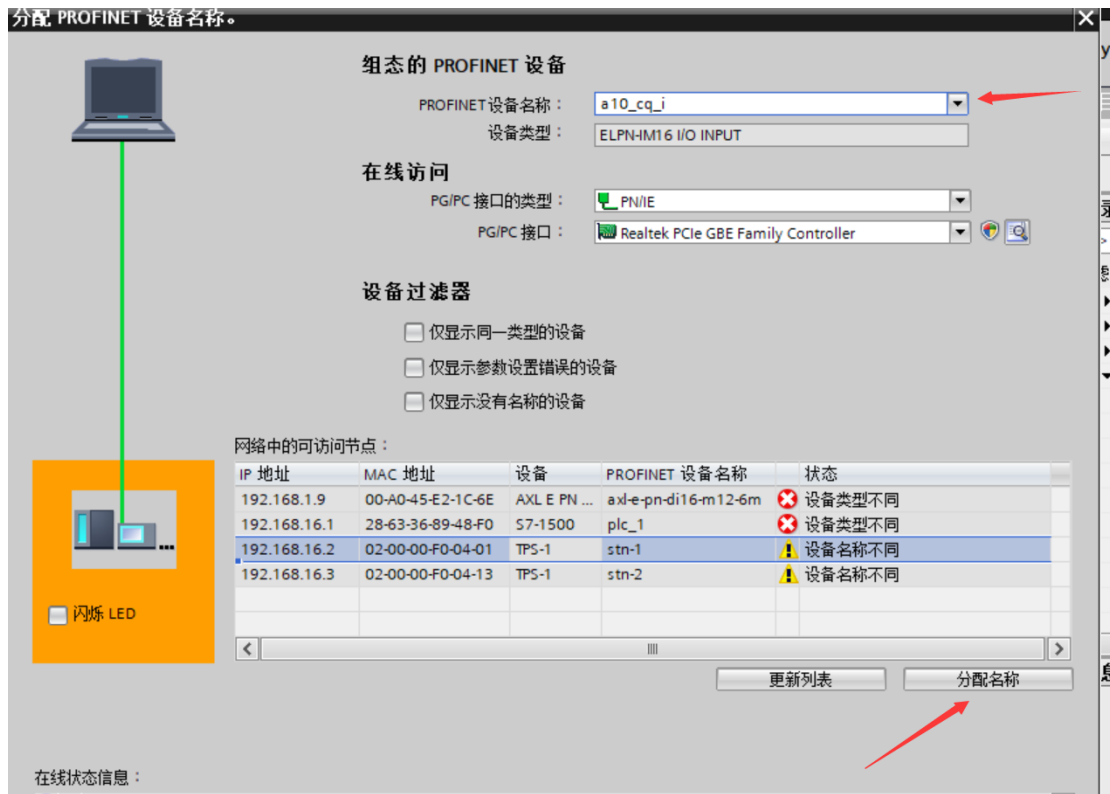 分配 PROFINET 设备名称。
组态的 PROFINET 设备
PROFINET设备名称：
a10_cq_i
设备类型：
ELPN-IM16 I/O INPUT
在线访问
PG/PC 接口的类型：
PN/IE
PG/PC 接口：
Realtek PCIe GBE Family Controller
设备过滤器
仅显示同一类型的设备
仅显示参数设置错误的设备
仅显示没有名称的设备
网络中的可访问节点：
IP 地址 MAC 地址 设备 PROFINET 设备名称 状态
192.168.1.9 00-A0-45-E2-1C-6E AXL E PN ... axl-e-pn-di16-m12-6m 设备类型不同
192.168.16.1 28-63-36-89-48-F0 S7-1500 plc_1 设备类型不同
192.168.16.2 02-00-00-F0-04-01 TPS-1 stn-1 设备名称不同
192.168.16.3 02-00-00-F0-04-13 TPS-1 stn-2 设备名称不同
闪烁 LED
更新列表
分配名称
在线状态信息：